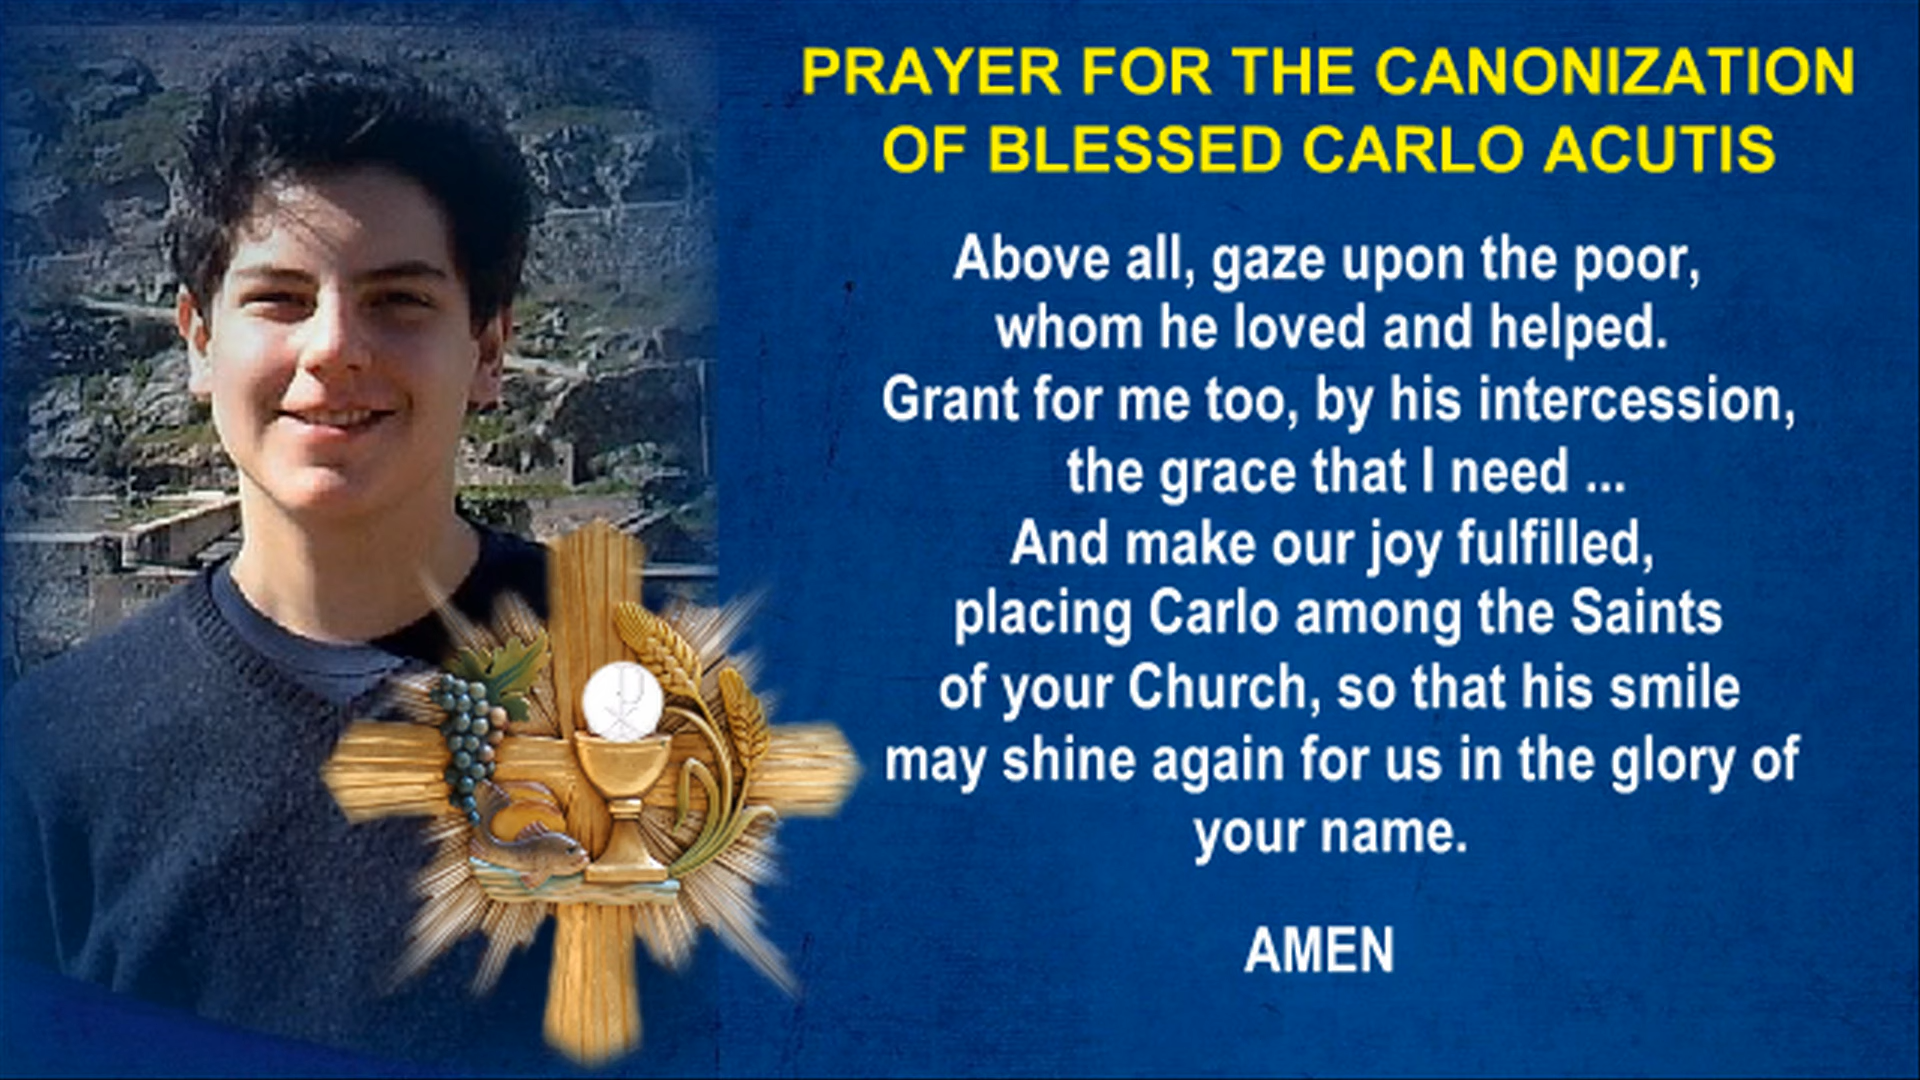 PRAYER FOR THE CANONIZATION
OF BLESSED CARLO ACUTIS
Above all, gaze upon the poor,
whom he loved and helped.
Grant for me too, by his intercession,
the grace that I need ...
And make our joy fulfilled,
placing Carlo among the Saints
of your Church, so that his smile
may shine again for us in the glory of
your name.
AMEN